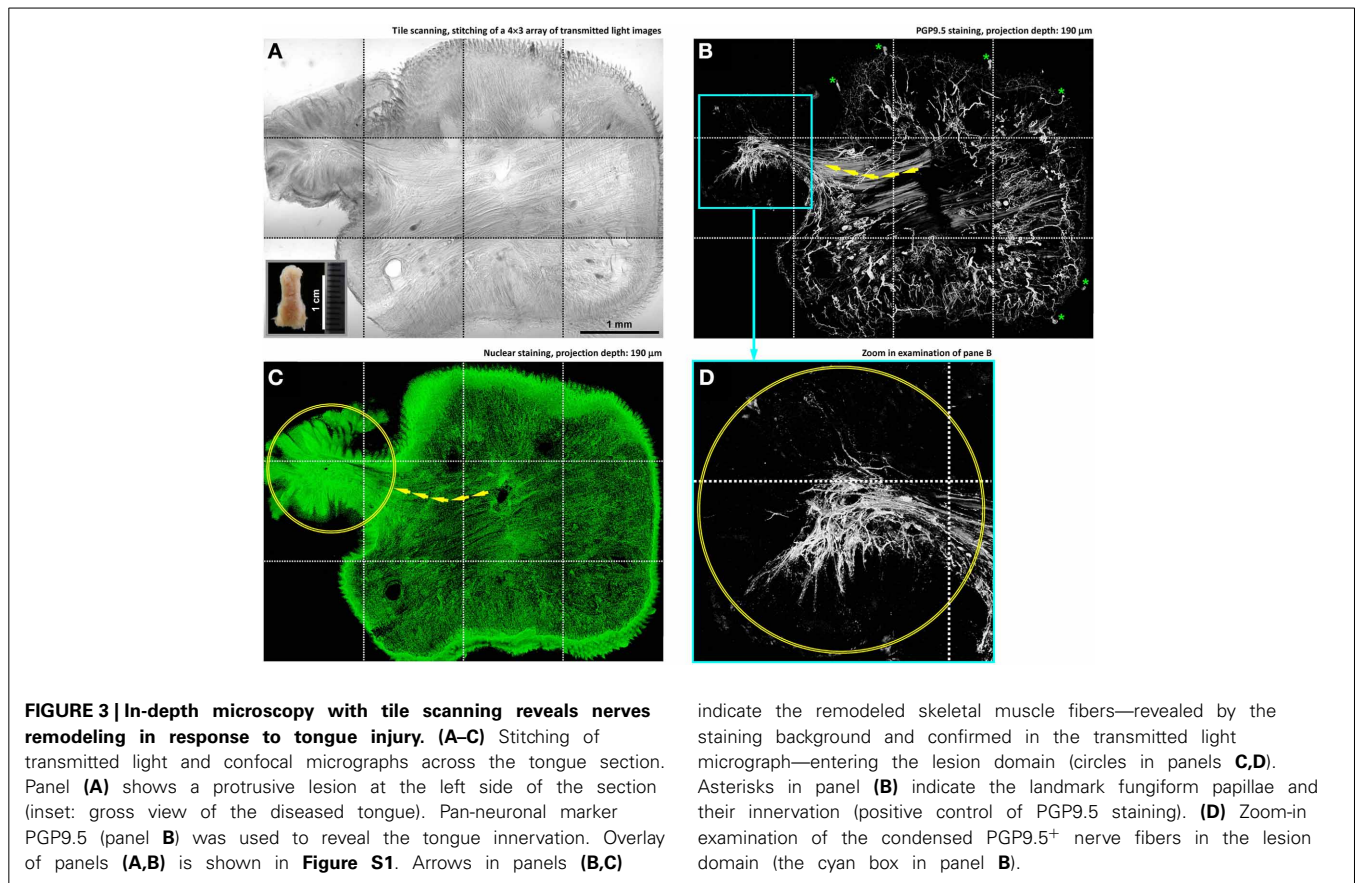 Tile scanning, stitching of a 4×3 array of transmitted light images
A
1 cm
1 mm
PGP9.5 staining, projection depth: 190 µm
B
*
*
*
*
*
*
Nuclear staining, projection depth: 190 µm
C
Zoom in examination of pane B
D
FIGURE 3 | In-depth microscopy with tile scanning reveals nerves
remodeling in response to tongue injury. (A–C) Stitching of
transmitted light and confocal micrographs across the tongue section.
Panel (A) shows a protrusive lesion at the left side of the section
(inset: gross view of the diseased tongue). Pan-neuronal marker
PGP9.5 (panel B) was used to reveal the tongue innervation. Overlay
of panels (A,B) is shown in Figure S1. Arrows in panels (B,C)
indicate the remodeled skeletal muscle fibers—revealed by the
staining background and confirmed in the transmitted light
micrograph—entering the lesion domain (circles in panels C,D).
Asterisks in panel (B) indicate the landmark fungiform papillae and
their innervation (positive control of PGP9.5 staining). (D) Zoom-in
examination of the condensed PGP9.5+ nerve fibers in the lesion
domain (the cyan box in panel B).